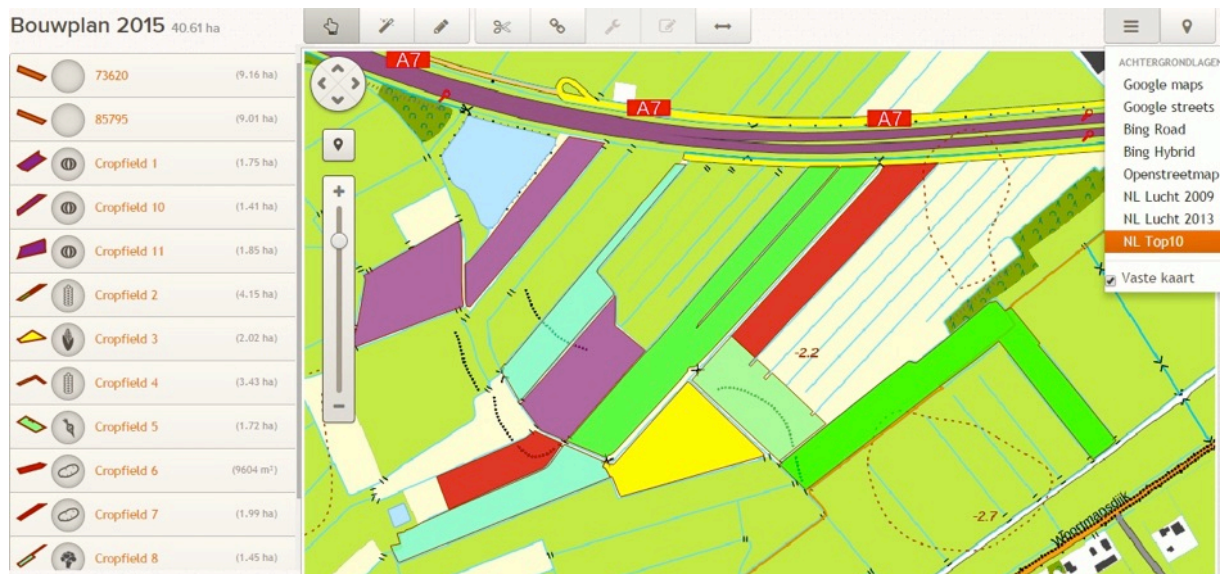 Bouwplan 2015 40.61 ha
73620 (9.16 ha)
85795 (9.01 ha)
Cropfield 1 (1.75 ha)
Cropfield 10 (1.41 ha)
Cropfield 11 (1.85 ha)
Cropfield 2 (4.15 ha)
Cropfield 3 (2.02 ha)
Cropfield 4 (3.43 ha)
Cropfield 5 (1.72 ha)
Cropfield 6 (9604 m²)
Cropfield 7 (1.99 ha)
Cropfield 8 (1.45 ha)
A7
A7
A7
-2.2
-2.7
Woudmansdijk
ACHTERGRONDLAGEN
Google maps
Google streets
Bing Road
Bing Hybrid
Openstreetmap
NL Lucht 2009
NL Lucht 2013
NL Top10
Vaste kaart